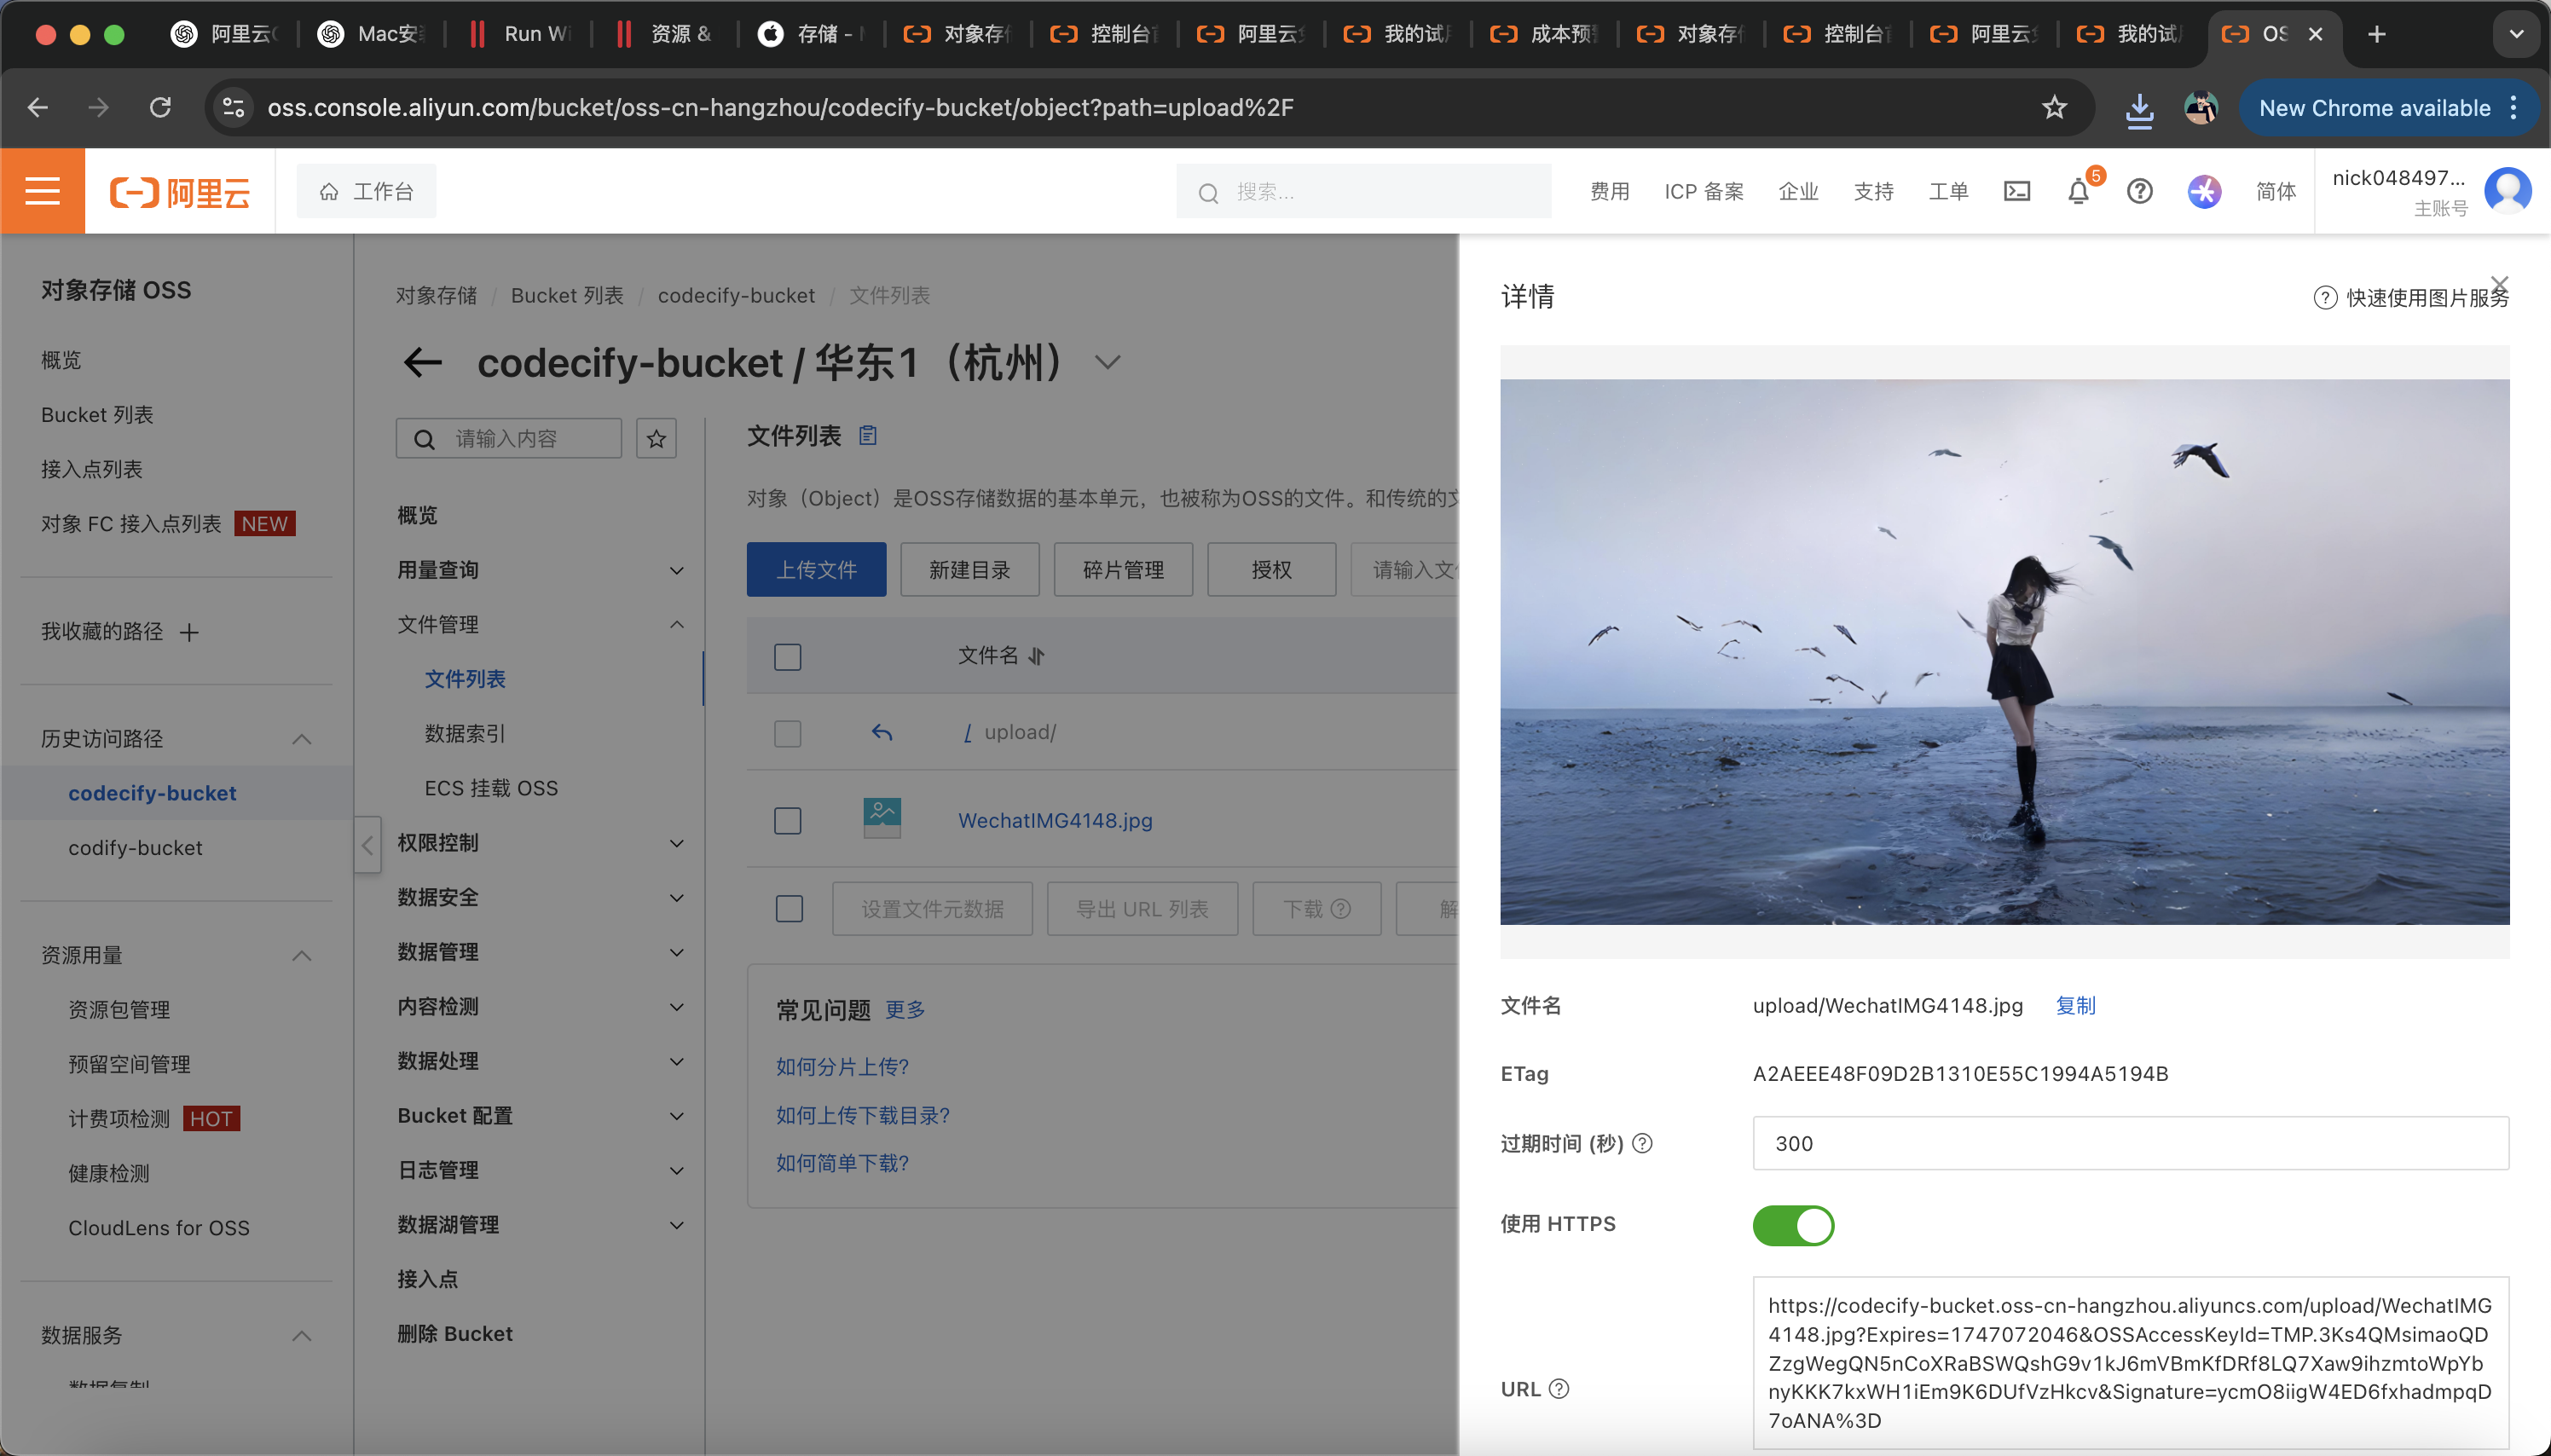 阿里云
Mac安
Run Wi
资源 &
存储 -
对象存
控制台
阿里云
我的试
成本预
对象存
控制台
阿里云
我的试
OS
oss.console.aliyun.com/bucket/oss-cn-hangzhou/codecify-bucket/object?path=upload%2F
New Chrome available
阿里云
工作台
搜索...
费用
ICP 备案
企业
支持
工单
5
简体
nick048497...
主账号
对象存储 OSS
概览
Bucket 列表
接入点列表
对象 FC 接入点列表 NEW
我收藏的路径
历史访问路径
codecify-bucket
codify-bucket
资源用量
资源包管理
预留空间管理
计费项检测 HOT
健康检测
CloudLens for OSS
数据服务
对象存储 / Bucket 列表 / codecify-bucket / 文件列表
codecify-bucket / 华东1（杭州）
请输入内容
概览
用量查询
文件管理
文件列表
数据索引
ECS 挂载 OSS
权限控制
数据安全
数据管理
内容检测
数据处理
Bucket 配置
日志管理
数据湖管理
接入点
删除 Bucket
文件列表
对象（Object）是OSS存储数据的基本单元，也被称为OSS的文件。和传统的
上传文件
新建目录
碎片管理
授权
请输入文
文件名
/ upload/
WechatIMG4148.jpg
设置文件元数据
导出 URL 列表
下载
解
常见问题 更多
如何分片上传?
如何上传下载目录?
如何简单下载?
详情
快速使用图片服务
文件名 upload/WechatIMG4148.jpg 复制
ETag A2AEEE48F09D2B1310E55C1994A5194B
过期时间 (秒) 300
使用 HTTPS
URL
https://codecify-bucket.oss-cn-hangzhou.aliyuncs.com/upload/WechatIMG
4148.jpg?Expires=1747072046&OSSAccessKeyId=TMP.3Ks4QMsimaoQD
ZzgWegQN5nCoXRaBSWQshG9v1kJ6mVBmKfDRf8LQ7Xaw9ihzmtoWpYb
nyKKK7kxWH1iEm9K6DUfVzHkcv&Signature=ycmO8iigW4ED6fxhadmpqD
7oANA%3D